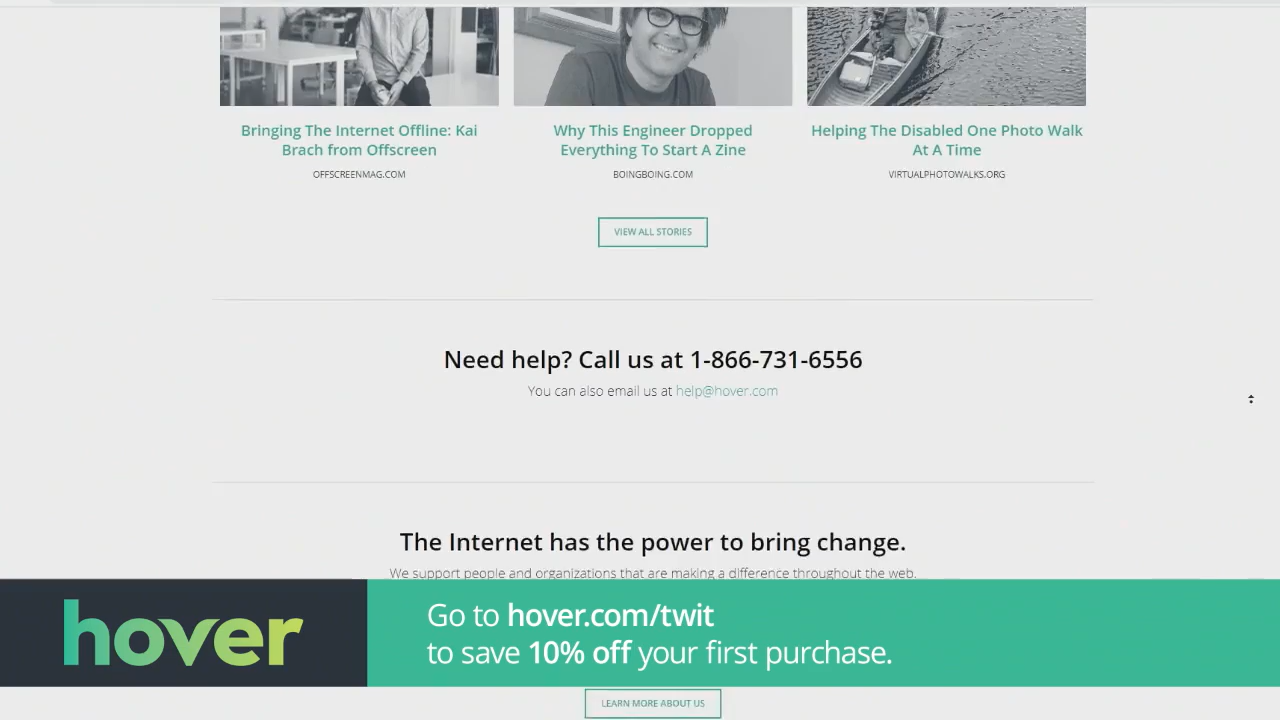 Bringing The Internet Offline: Kai
Brach from Offscreen
OFFSCREENMAG.COM
Why This Engineer Dropped
Everything To Start A Zine
BOINGBOING.COM
Helping The Disabled One Photo Walk
At A Time
VIRTUALPHOTOWALKS.ORG
VIEW ALL STORIES
Need help? Call us at 1-866-731-6556
You can also email us at help@hover.com
The Internet has the power to bring change.
We support people and organizations that are making a difference throughout the web.
hover
Go to hover.com/twit
to save 10% off your first purchase.
LEARN MORE ABOUT US